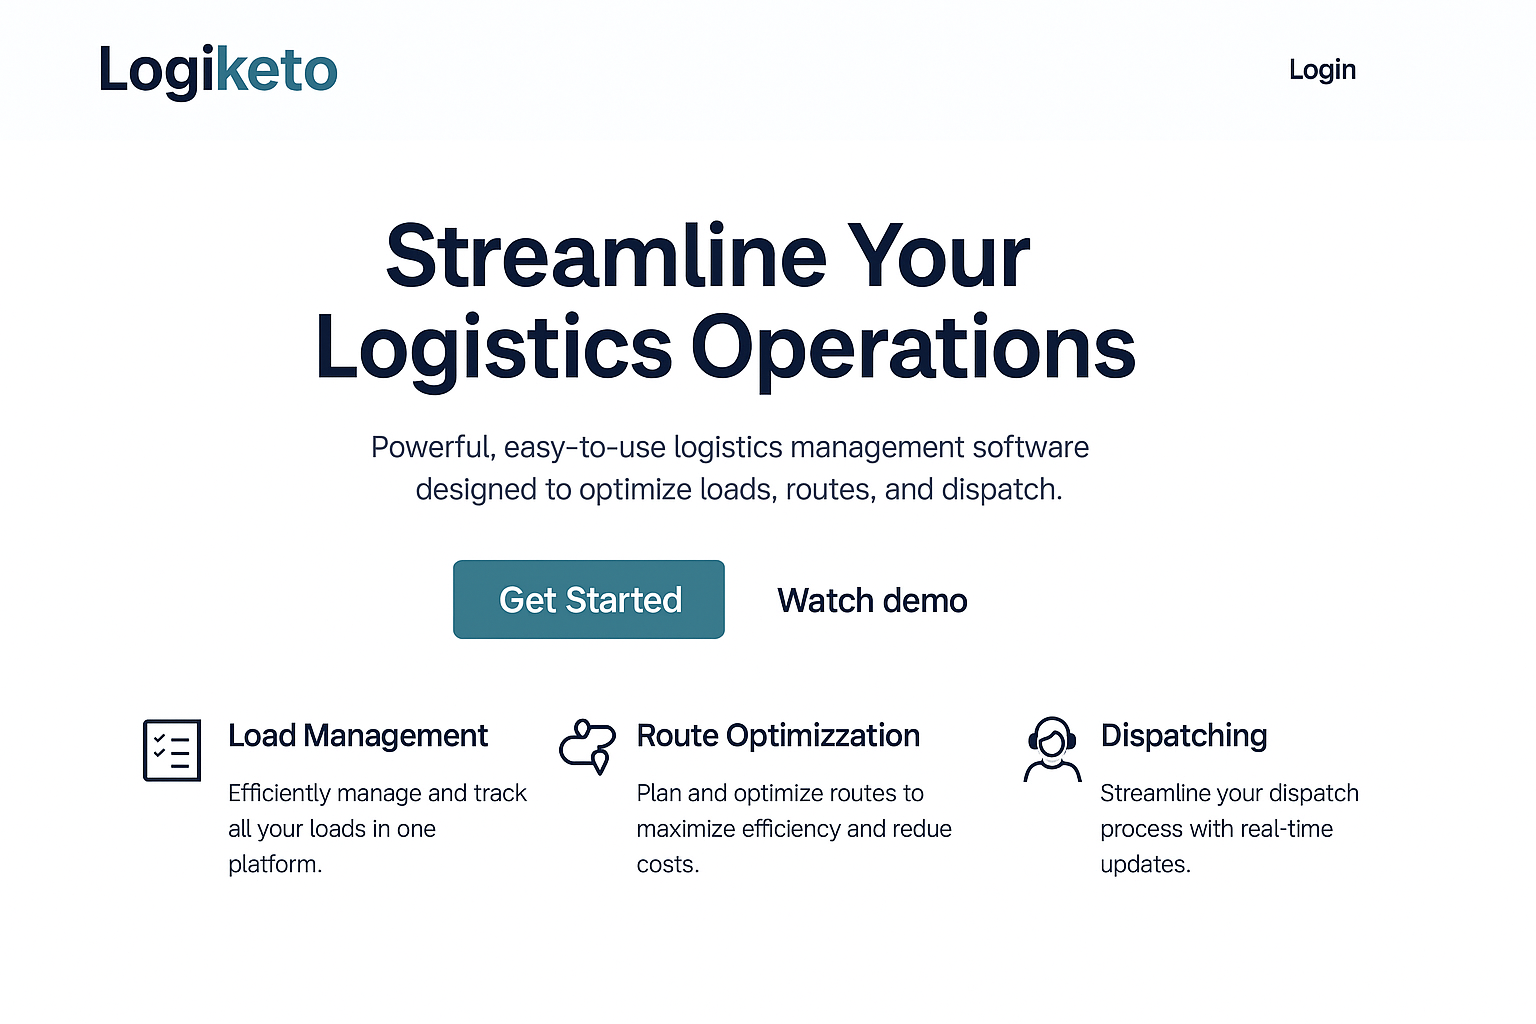 Logiketo
Login
Streamline Your
Logistics Operations
Powerful, easy-to-use logistics management software
designed to optimize loads, routes, and dispatch.
Get Started
Watch demo
Load Management
Efficiently manage and track
all your loads in one
platform.
Route Optimizzation
Plan and optimize routes to
maximize efficiency and redue
costs.
Dispatching
Streamline your dispatch
process with real-time
updates.